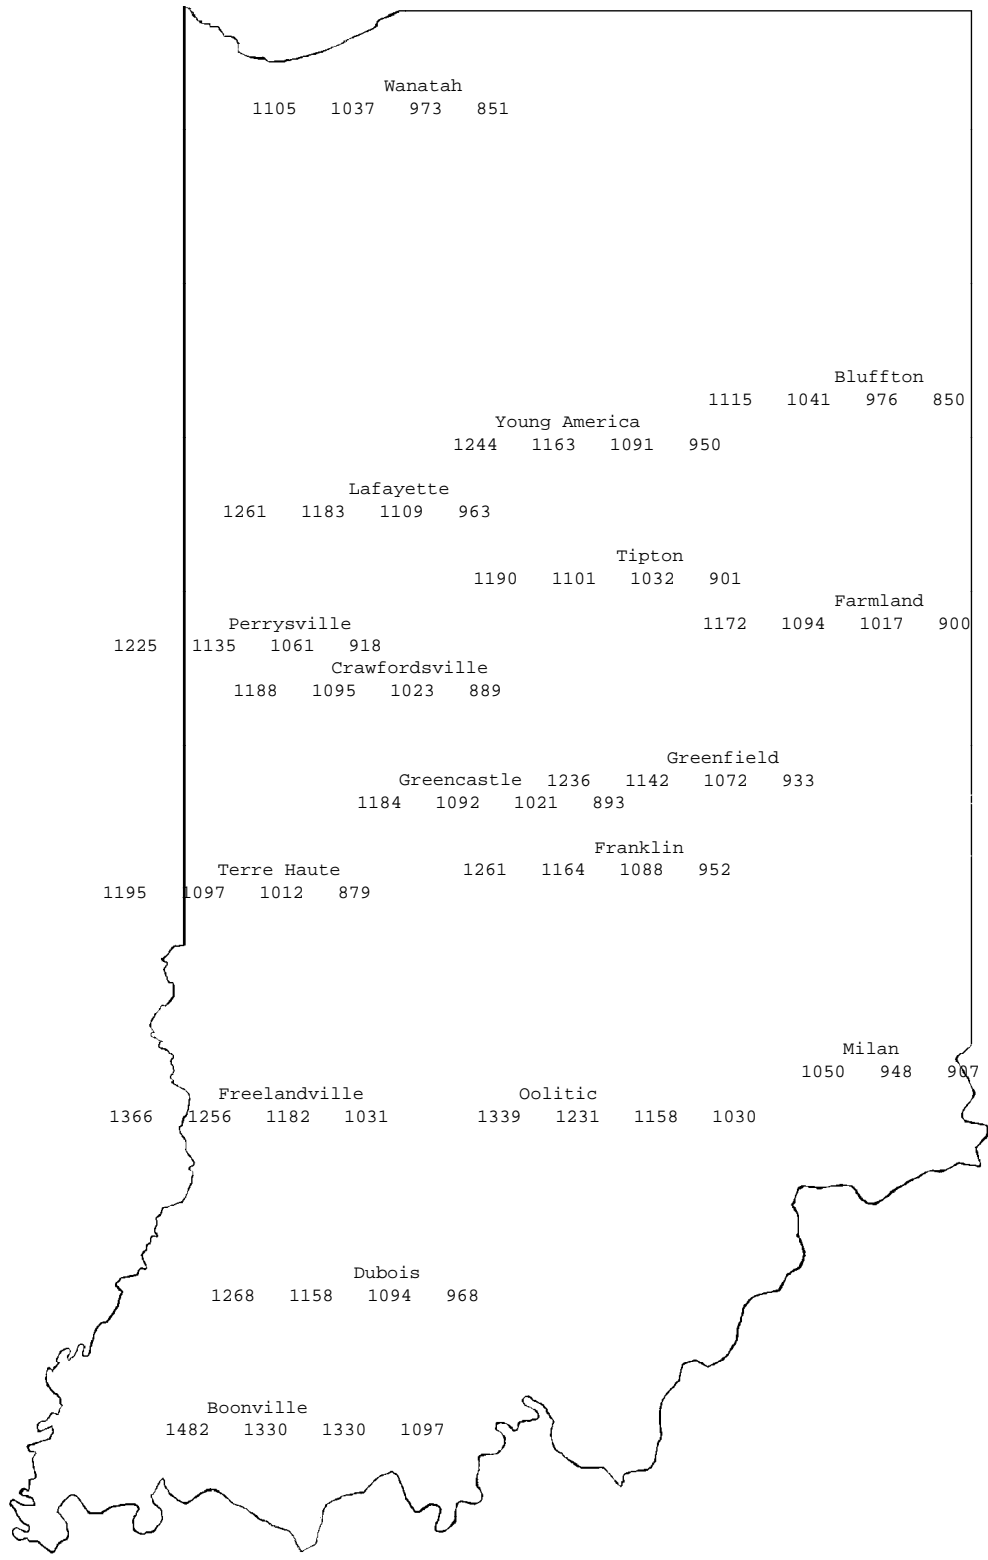 Wanatah
1105 1037 973 851
Bluffton
1115 1041 976 850
Young America
1244 1163 1091 950
Lafayette
1261 1183 1109 963
Tipton
1190 1101 1032 901
Farmland
1172 1094 1017 900
Perrysville
1225 1135 1061 918
Crawfordsville
1188 1095 1023 889
Greenfield
1236 1142 1072 933
Greencastle
1184 1092 1021 893
Franklin
1261 1164 1088 952
Terre Haute
1195 1097 1012 879
Milan
1050 948 907
Freelandville
1366 1256 1182 1031
Oolitic
1339 1231 1158 1030
Dubois
1268 1158 1094 968
Boonville
1482 1330 1330 1097